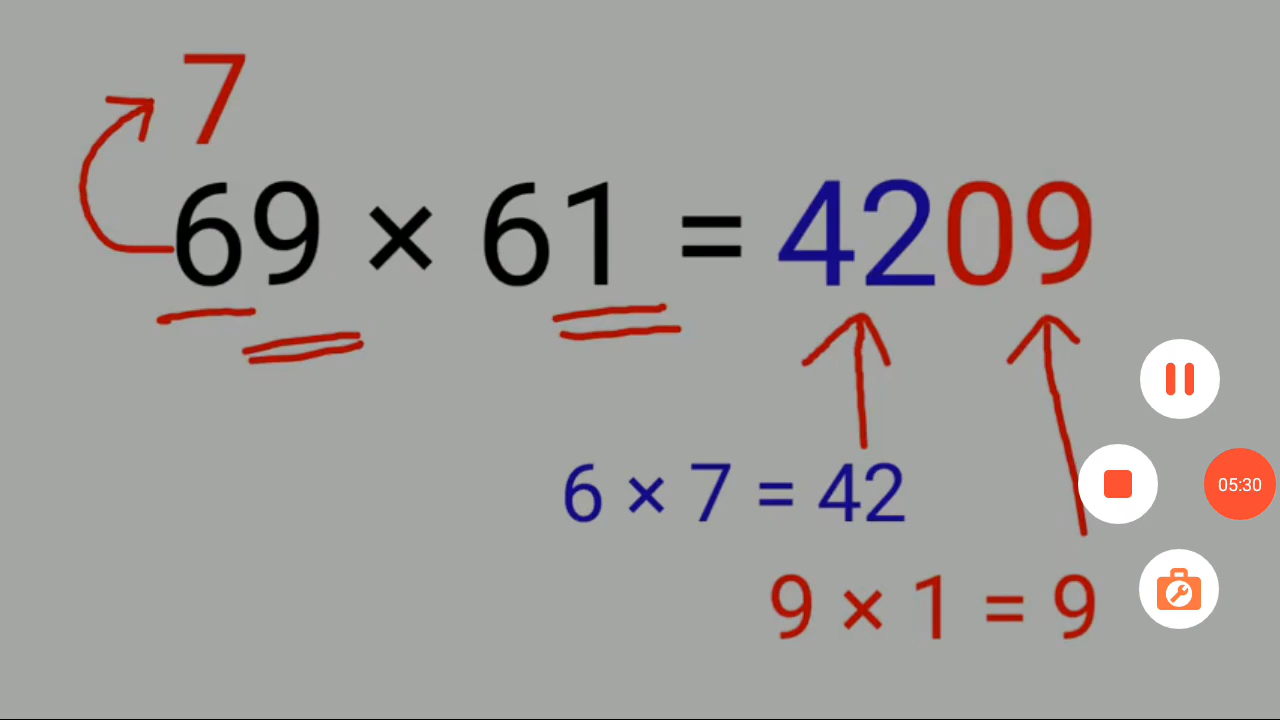 7
69 × 61 = 4209
6 × 7 = 42
05:30
9 × 1 = 9